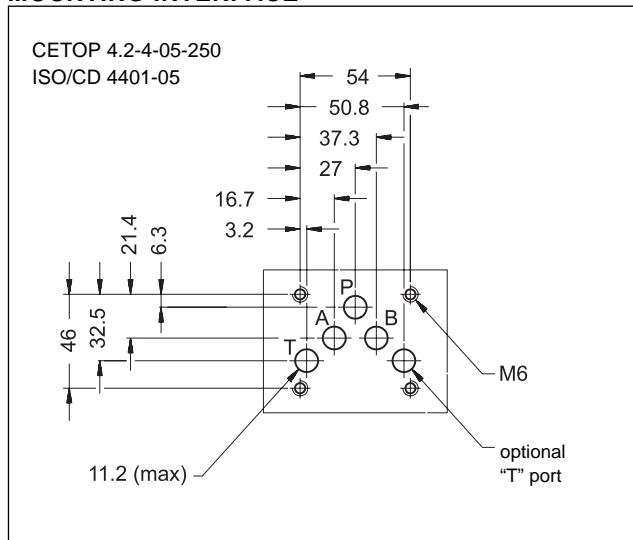 MOUNTING INTERFACE
CETOP 4.2-4-05-250
ISO/CD 4401-05
54
50.8
37.3
27
16.7
3.2
21.4
6.3
46
32.5
P
A
B
T
M6
11.2 (max)
optional
“T” port